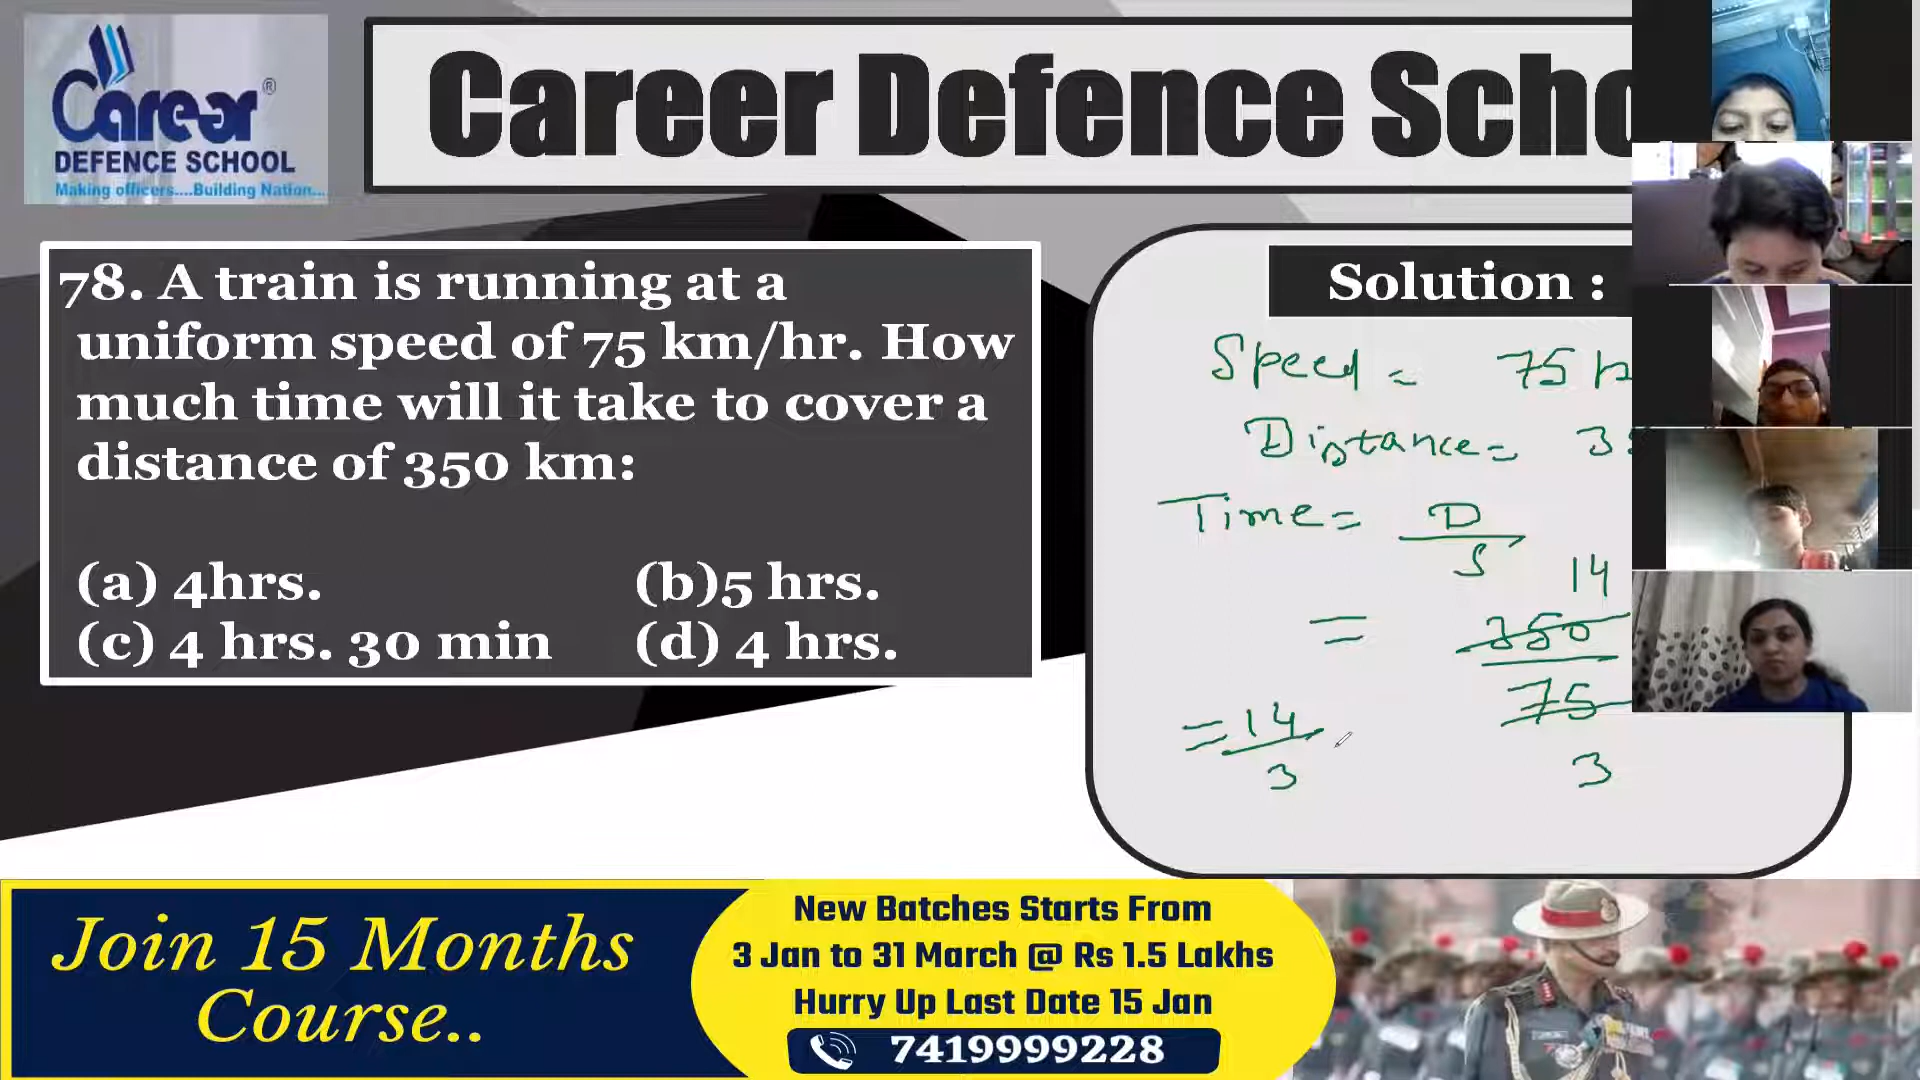 Career®
DEFENCE SCHOOL
Making officers....Building Nation...
Career Defence Scho
78. A train is running at a
uniform speed of 75 km/hr. How
much time will it take to cover a
distance of 350 km:
(a) 4hrs. (b)5 hrs.
(c) 4 hrs. 30 min (d) 4 hrs.
Solution :
Speed = 75
Distance = 3
Time = D
S
14
= 350
75
3
= 14
3
Join 15 Months
Course..
New Batches Starts From
3 Jan to 31 March @ Rs 1.5 Lakhs
Hurry Up Last Date 15 Jan
7419999228